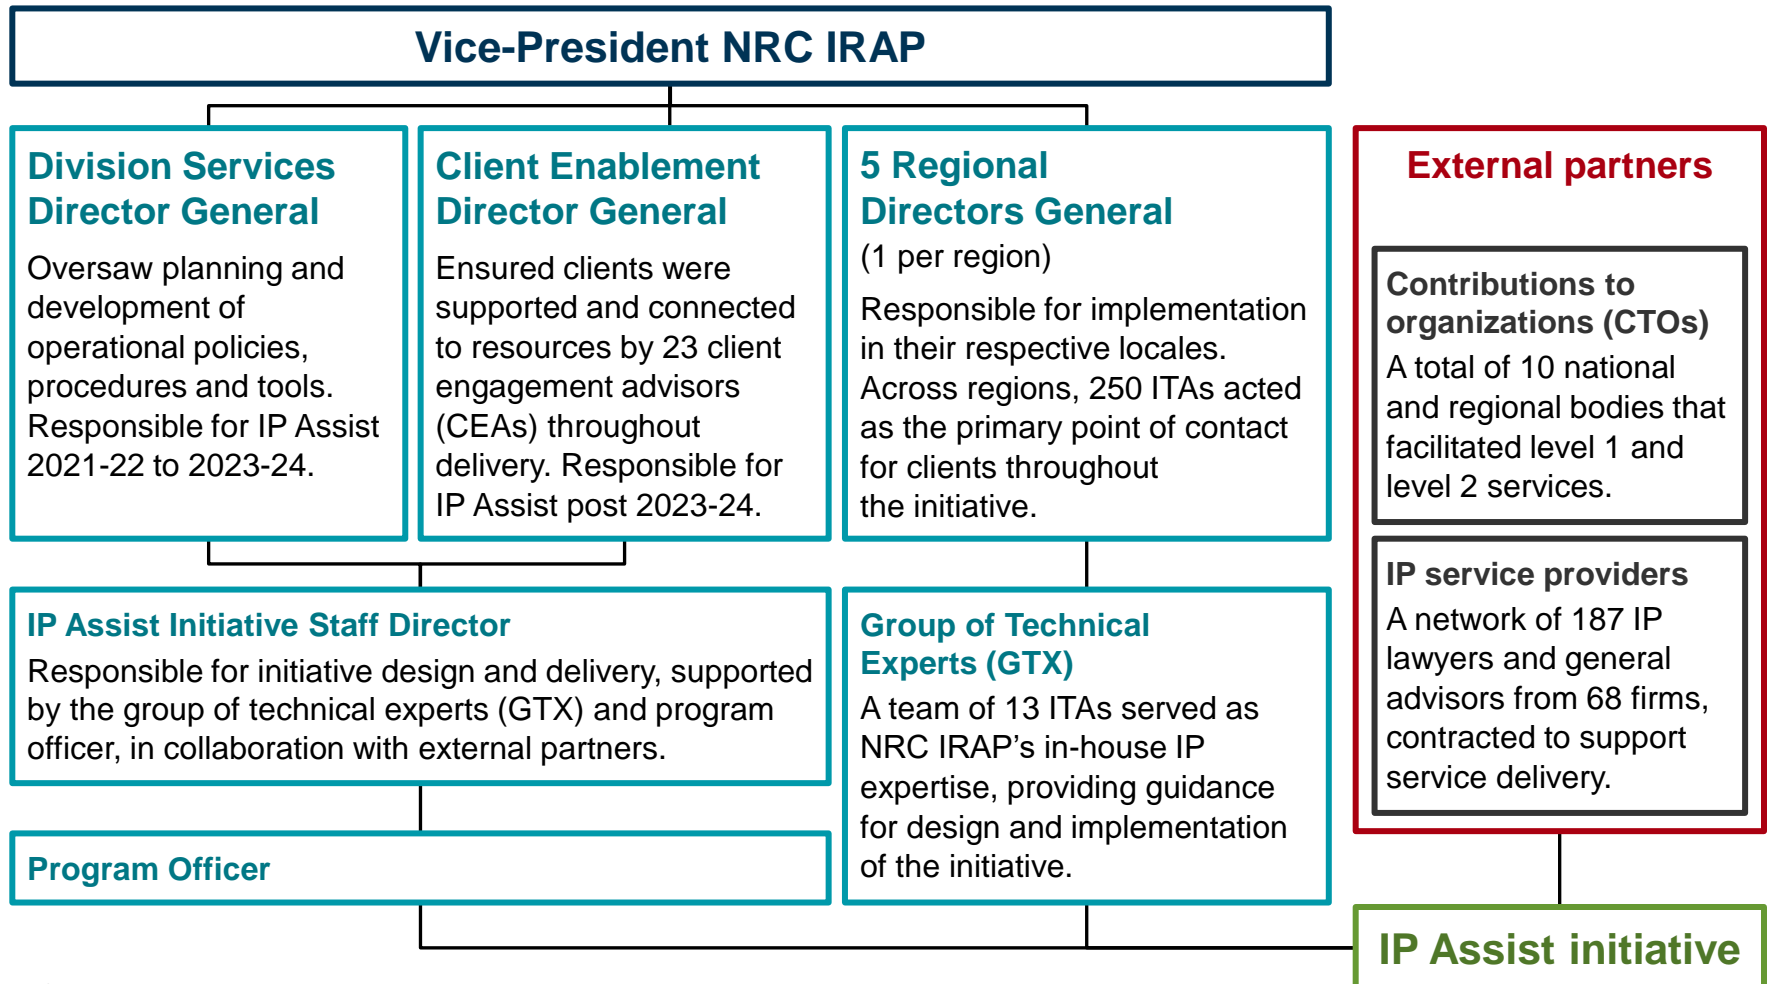 Vice-President NRC IRAP
Division Services
Director General
Oversaw planning and
development of
operational policies,
procedures and tools.
Responsible for IP Assist
2021-22 to 2023-24.
Client Enablement
Director General
Ensured clients were
supported and connected
to resources by 23 client
engagement advisors
(CEAs) throughout
delivery. Responsible for
IP Assist post 2023-24.
5 Regional
Directors General
(1 per region)
Responsible for implementation
in their respective locales.
Across regions, 250 ITAs acted
as the primary point of contact
for clients throughout
the initiative.
External partners
Contributions to
organizations (CTOs)
A total of 10 national
and regional bodies that
facilitated level 1 and
level 2 services.
IP service providers
A network of 187 IP
lawyers and general
advisors from 68 firms,
contracted to support
service delivery.
IP Assist Initiative Staff Director
Responsible for initiative design and delivery, supported
by the group of technical experts (GTX) and program
officer, in collaboration with external partners.
Group of Technical
Experts (GTX)
A team of 13 ITAs served as
NRC IRAP’s in-house IP
expertise, providing guidance
for design and implementation
of the initiative.
Program Officer
IP Assist initiative